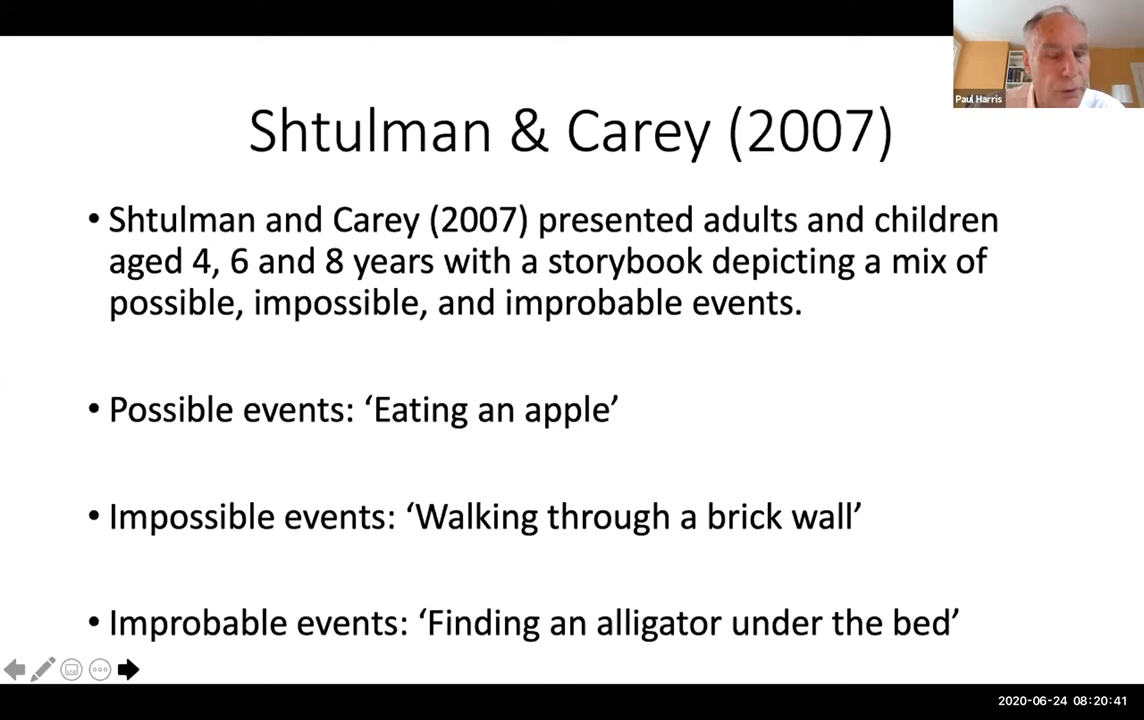 Paul Harris
Shtulman & Carey (2007)
• Shtulman and Carey (2007) presented adults and children
aged 4, 6 and 8 years with a storybook depicting a mix of
possible, impossible, and improbable events.
• Possible events: ‘Eating an apple’
• Impossible events: ‘Walking through a brick wall’
• Improbable events: ‘Finding an alligator under the bed’
2020-06-24 08:20:41